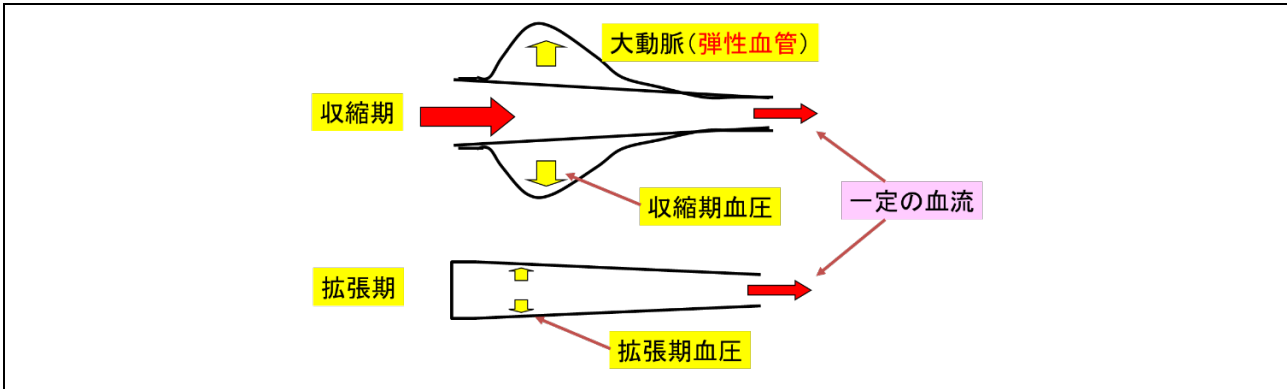 大動脈(弾性血管)
収縮期
収縮期血圧
一定の血流
拡張期
拡張期血圧